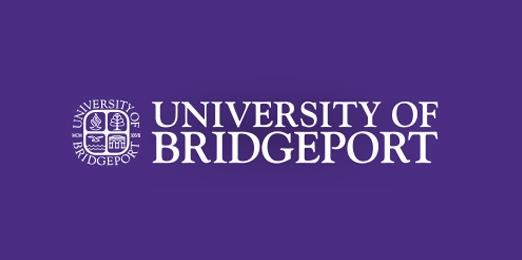 UNIVERSITY OF
BRIDGEPORT
MCM
XXVII
UNIVERSITY OF
BRIDGEPORT